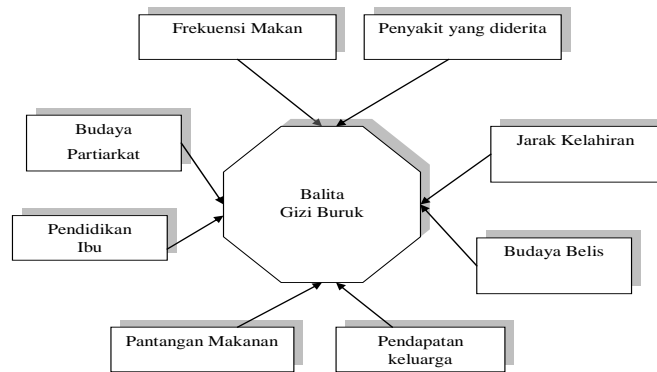 Frekuensi Makan
Penyakit yang diderita
Budaya
Partiarkat
Jarak Kelahiran
Balita
Gizi Buruk
Pendidikan
Ibu
Budaya Belis
Pantangan Makanan
Pendapatan
keluarga